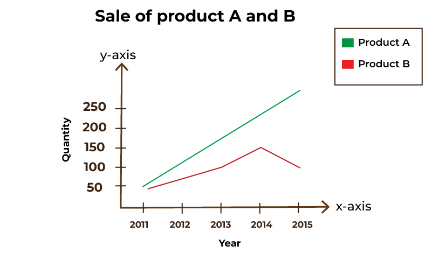 Sale of product A and B
y-axis
Product A
Product B
250
200
150
100
50
Quantity
x-axis
2011 2012 2013 2014 2015
Year